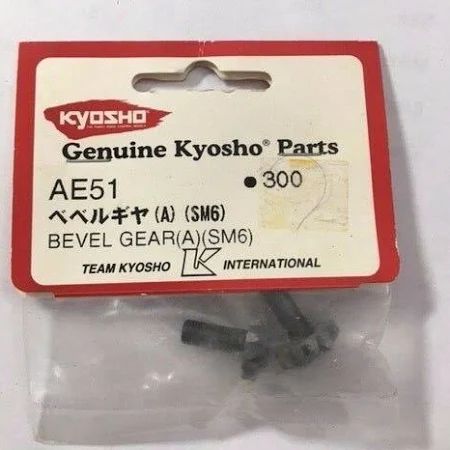 KYOSHO
Genuine Kyosho® Parts
AE51 ●300
ベベルギヤ(A)(SM6)
BEVEL GEAR(A)(SM6)
TEAM KYOSHO K INTERNATIONAL